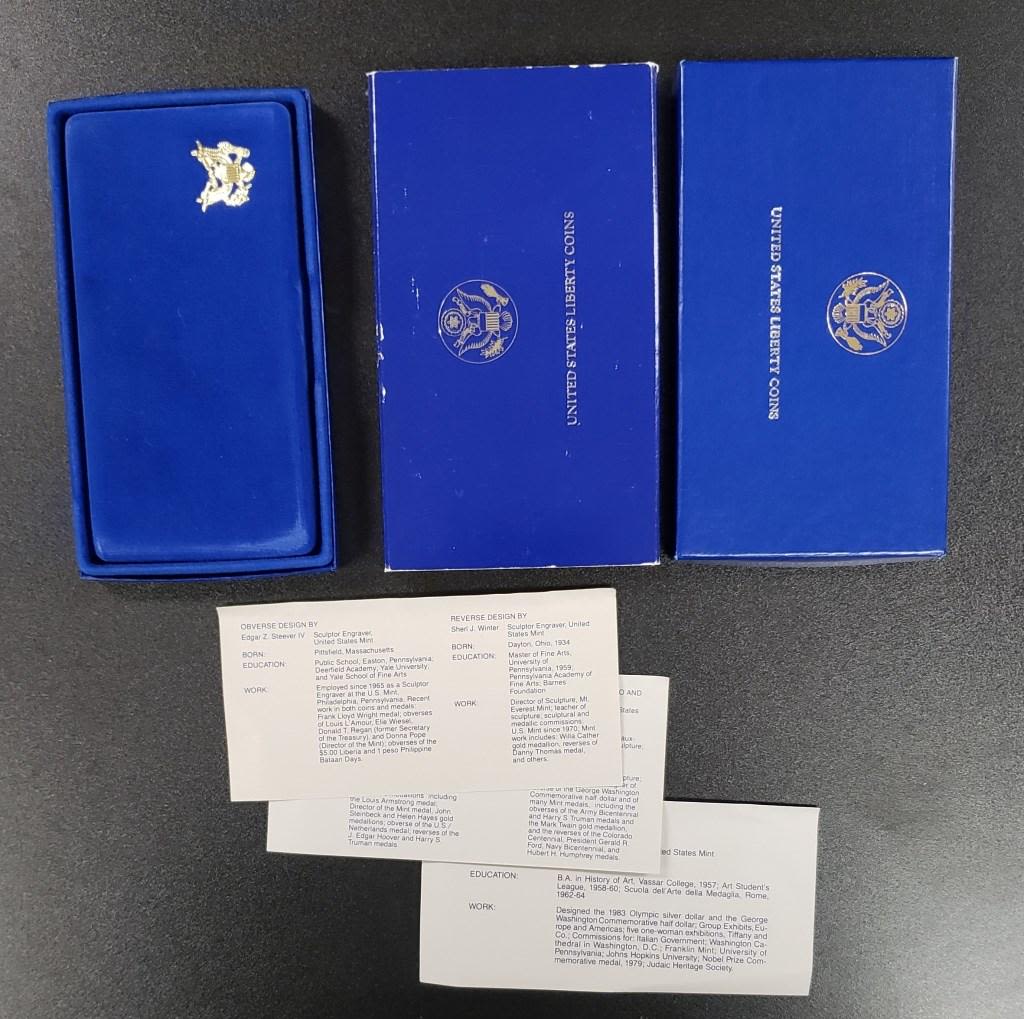 UNITED STATES LIBERTY COINS
UNITED STATES LIBERTY COINS
OBVERSE DESIGN BY
Edgar Z. Steever IV
Sculptor Engraver,
United States Mint
BORN:
Pittsfield, Massachusetts
EDUCATION:
Public School, Easton, Pennsylvania;
Deerfield Academy; Yale University;
and Yale School of Fine Arts
WORK:
Employed since 1965 as a Sculptor
Engraver at the U.S. Mint,
Philadelphia, Pennsylvania. Recent
work in both coins and medals:
Frank Lloyd Wright medal; obverses
of Louis L'Amour, Elie Wiesel,
Donald T. Regan (former Secretary
of the Treasury), and Donna Pope
(Director of the Mint); obverses of the
$5.00 Liberia and 1 peso Philippine
Bataan Days.
REVERSE DESIGN BY
Sherl J. Winter
Sculptor Engraver, United
States Mint
BORN:
Dayton, Ohio, 1934
EDUCATION:
Master of Fine Arts,
University of
Pennsylvania, 1959;
Pennsylvania Academy of
Fine Arts; Barnes
Foundation
WORK:
Director of Sculpture, Mt.
Everest Mint; teacher of
sculpture; sculptural and
medallic commissions.
U.S. Mint since 1970; Mint
work includes: Willa Cather
gold medallion, reverses of
Danny Thomas medal,
and others.
including
the Louis Armstrong medal;
Director of the Mint medal, John
Steinbeck and Helen Hayes gold
medallions; obverse of the U.S./
Netherlands medal; reverses of the
J. Edgar Hoover and Harry S.
Truman medals.
AND
States
of the George Washington
Commemorative half dollar and of
many Mint medals, including the
obverses of the Army Bicentennial
and Harry S Truman medals and
the Mark Twain gold medallion,
and the reverses of the Colorado
Centennial, President Gerald R.
Ford, Navy Bicentennial, and
Hubert H. Humphrey medals.
States Mint
EDUCATION:
B.A. in History of Art, Vassar College, 1957; Art Student's
League, 1958-60; Scuola dell'Arte della Medaglia, Rome,
1962-64
WORK:
Designed the 1983 Olympic silver dollar and the George
Washington Commemorative half dollar; Group Exhibits, Eu-
rope and Americas; five one-woman exhibitions, Tiffany and
Co.; Commissions for: Italian Government; Washington Ca-
thedral in Washington, D.C.; Franklin Mint; University of
Pennsylvania; Johns Hopkins University; Nobel Prize Com-
memorative medal, 1979; Judaic Heritage Society.